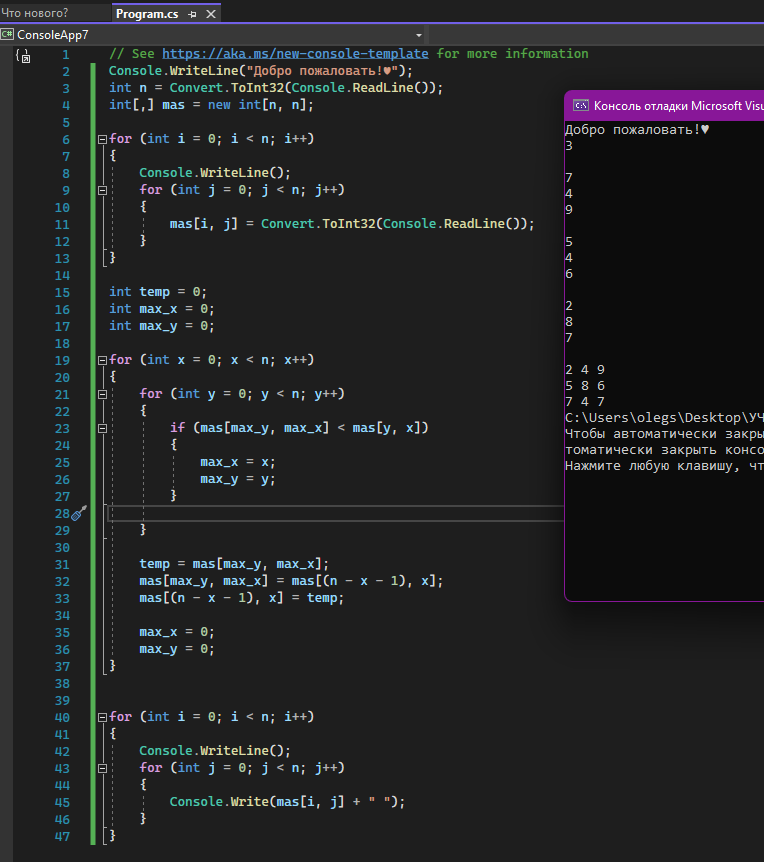 Что нового?
Program.cs
ConsoleApp7
1 // See https://aka.ms/new-console-template for more information
2 Console.WriteLine("Добро пожаловать!♥");
3 int n = Convert.ToInt32(Console.ReadLine());
4 int[,] mas = new int[n, n];
5
6 for (int i = 0; i < n; i++)
7 {
8 Console.WriteLine();
9 for (int j = 0; j < n; j++)
10 {
11 mas[i, j] = Convert.ToInt32(Console.ReadLine());
12 }
13 }
14
15 int temp = 0;
16 int max_x = 0;
17 int max_y = 0;
18
19 for (int x = 0; x < n; x++)
20 {
21 for (int y = 0; y < n; y++)
22 {
23 if (mas[max_y, max_x] < mas[y, x])
24 {
25 max_x = x;
26 max_y = y;
27 }
28
29 }
30
31 temp = mas[max_y, max_x];
32 mas[max_y, max_x] = mas[(n - x - 1), x];
33 mas[(n - x - 1), x] = temp;
34
35 max_x = 0;
36 max_y = 0;
37 }
38
39
40 for (int i = 0; i < n; i++)
41 {
42 Console.WriteLine();
43 for (int j = 0; j < n; j++)
44 {
45 Console.Write(mas[i, j] + " ");
46 }
47 }
Консоль отладки Microsoft Visu
Добро пожаловать!♥
3
7
4
9
5
4
6
2
8
7
2 4 9
5 8 6
7 4 7
C:\Users\olegs\Desktop\УЧ
Чтобы автоматически закры
томатически закрыть консо
Нажмите любую клавишу, чт